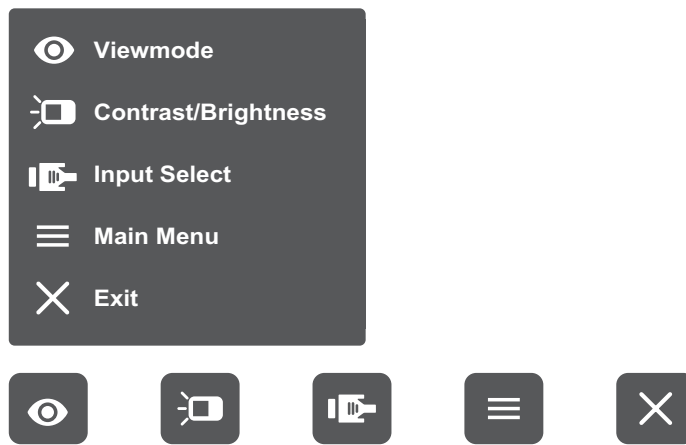 Viewmode
Contrast/Brightness
Input Select
Main Menu
Exit